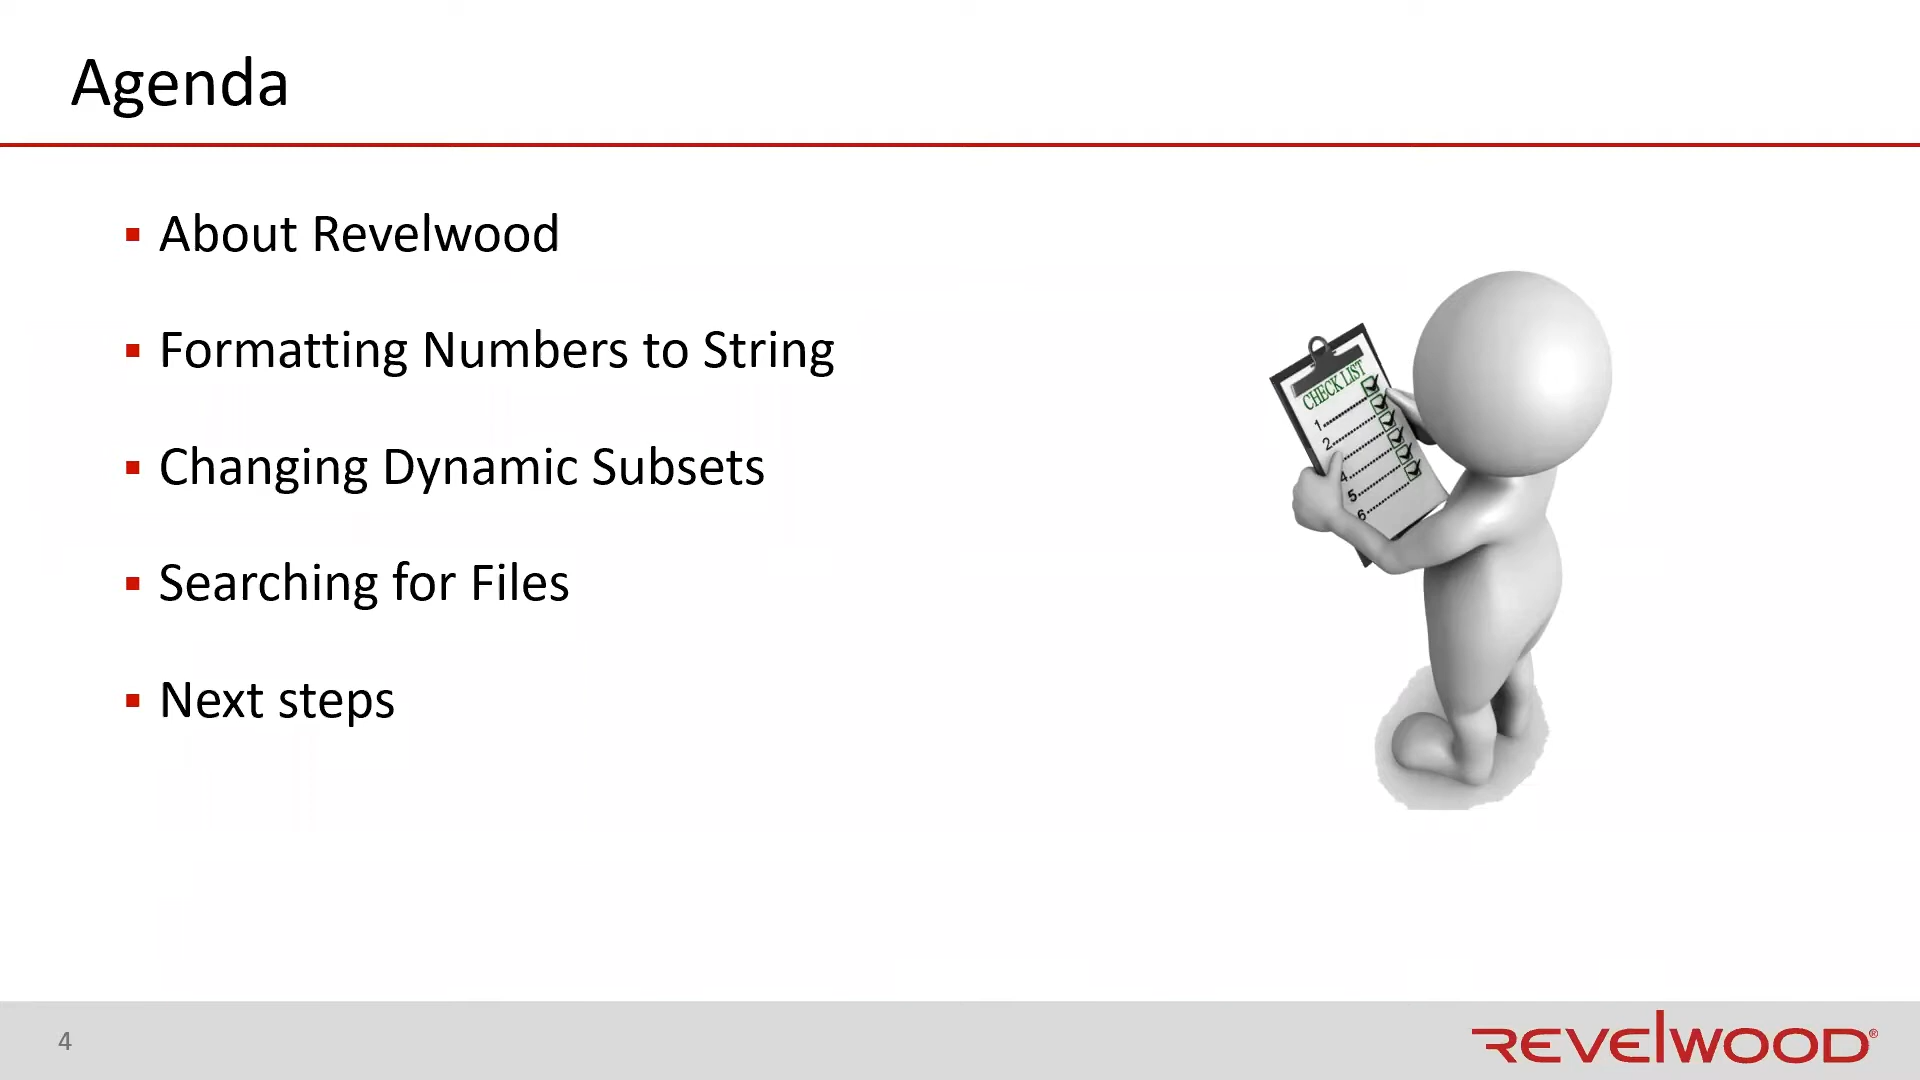 Agenda
▪ About Revelwood
▪ Formatting Numbers to String
▪ Changing Dynamic Subsets
▪ Searching for Files
▪ Next steps
CHECK LIST
1
2
4
5
6
4
REVELWOOD®